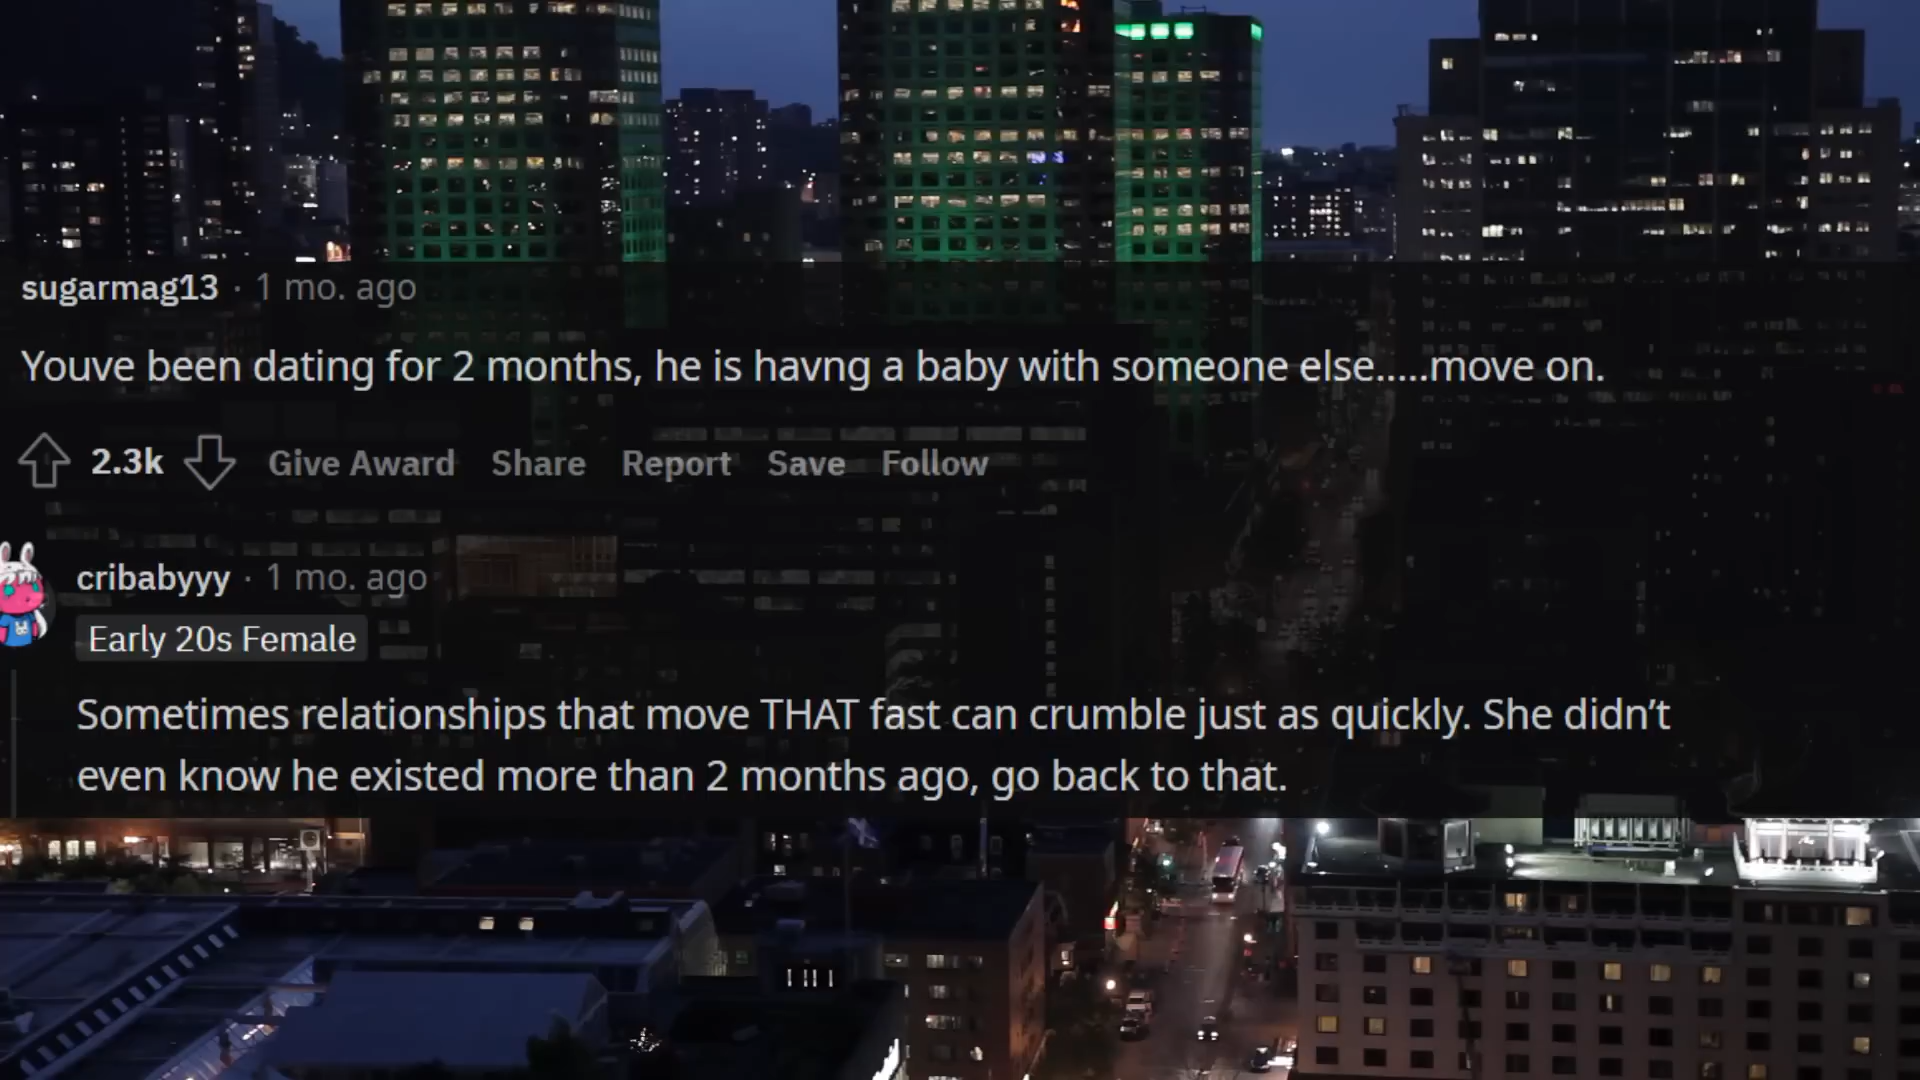 sugarmag13 · 1 mo. ago
Youve been dating for 2 months, he is havng a baby with someone else.....move on.
2.3k Give Award Share Report Save Follow
cribabyyy · 1 mo. ago
Early 20s Female
Sometimes relationships that move THAT fast can crumble just as quickly. She didn’t
even know he existed more than 2 months ago, go back to that.